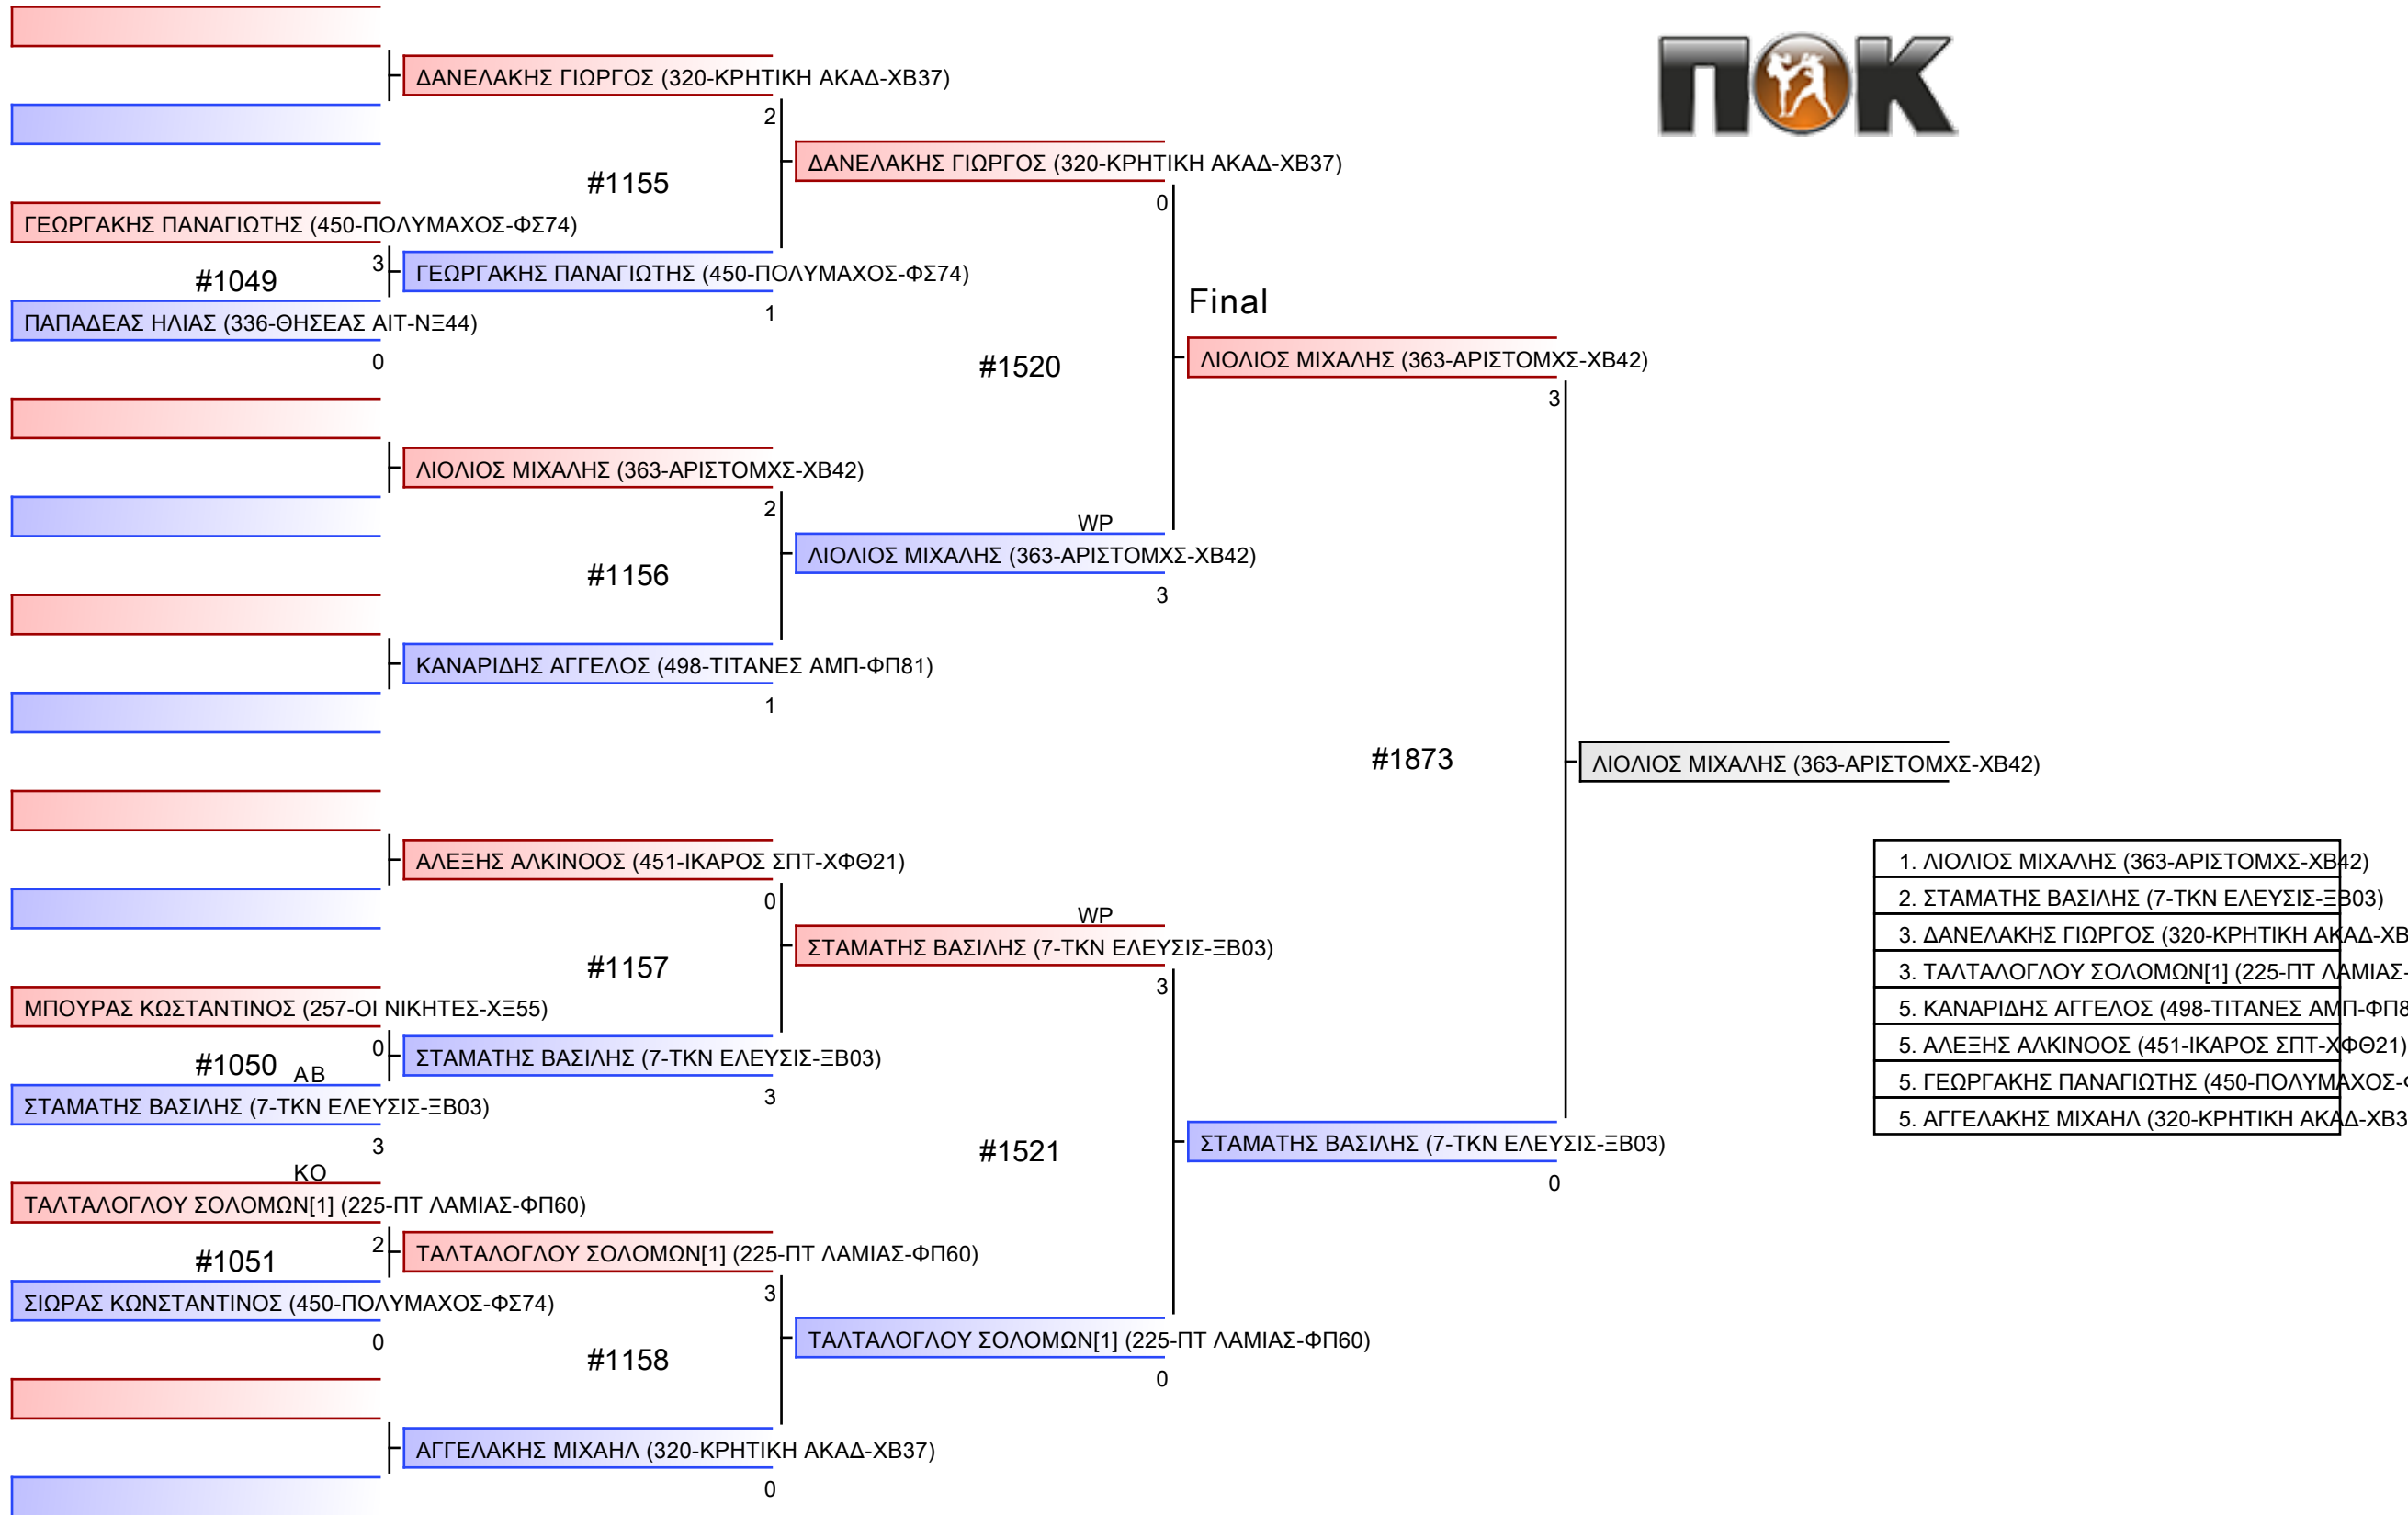 ΠΟΚ
ΔΑΝΕΛΑΚΗΣ ΓΙΩΡΓΟΣ (320-ΚΡΗΤΙΚΗ ΑΚΑΔ-ΧΒ37)
2
ΔΑΝΕΛΑΚΗΣ ΓΙΩΡΓΟΣ (320-ΚΡΗΤΙΚΗ ΑΚΑΔ-ΧΒ37)
#1155
0
ΓΕΩΡΓΑΚΗΣ ΠΑΝΑΓΙΩΤΗΣ (450-ΠΟΛΥΜΑΧΟΣ-ΦΣ74)
3
ΓΕΩΡΓΑΚΗΣ ΠΑΝΑΓΙΩΤΗΣ (450-ΠΟΛΥΜΑΧΟΣ-ΦΣ74)
#1049
Final
1
ΠΑΠΑΔΕΑΣ ΗΛΙΑΣ (336-ΘΗΣΕΑΣ ΑΙΤ-ΝΞ44)
0
#1520
ΛΙΟΛΙΟΣ ΜΙΧΑΛΗΣ (363-ΑΡΙΣΤΟΜΧΣ-ΧΒ42)
3
ΛΙΟΛΙΟΣ ΜΙΧΑΛΗΣ (363-ΑΡΙΣΤΟΜΧΣ-ΧΒ42)
2
WP
ΛΙΟΛΙΟΣ ΜΙΧΑΛΗΣ (363-ΑΡΙΣΤΟΜΧΣ-ΧΒ42)
#1156
3
ΚΑΝΑΡΙΔΗΣ ΑΓΓΕΛΟΣ (498-ΤΙΤΑΝΕΣ ΑΜΠ-ΦΠ81)
1
#1873
ΛΙΟΛΙΟΣ ΜΙΧΑΛΗΣ (363-ΑΡΙΣΤΟΜΧΣ-ΧΒ42)
ΑΛΕΞΗΣ ΑΛΚΙΝΟΟΣ (451-ΙΚΑΡΟΣ ΣΠΤ-ΧΦΘ21)
0
WP
ΣΤΑΜΑΤΗΣ ΒΑΣΙΛΗΣ (7-ΤΚΝ ΕΛΕΥΣΙΣ-ΞΒ03)
#1157
3
ΜΠΟΥΡΑΣ ΚΩΣΤΑΝΤΙΝΟΣ (257-ΟΙ ΝΙΚΗΤΕΣ-ΧΞ55)
0
ΣΤΑΜΑΤΗΣ ΒΑΣΙΛΗΣ (7-ΤΚΝ ΕΛΕΥΣΙΣ-ΞΒ03)
#1050
AB
3
ΣΤΑΜΑΤΗΣ ΒΑΣΙΛΗΣ (7-ΤΚΝ ΕΛΕΥΣΙΣ-ΞΒ03)
3
#1521
ΣΤΑΜΑΤΗΣ ΒΑΣΙΛΗΣ (7-ΤΚΝ ΕΛΕΥΣΙΣ-ΞΒ03)
0
KO
ΤΑΛΤΑΛΟΓΛΟΥ ΣΟΛΟΜΩΝ[1] (225-ΠΤ ΛΑΜΙΑΣ-ΦΠ60)
2
ΤΑΛΤΑΛΟΓΛΟΥ ΣΟΛΟΜΩΝ[1] (225-ΠΤ ΛΑΜΙΑΣ-ΦΠ60)
#1051
3
ΣΙΩΡΑΣ ΚΩΝΣΤΑΝΤΙΝΟΣ (450-ΠΟΛΥΜΑΧΟΣ-ΦΣ74)
0
ΤΑΛΤΑΛΟΓΛΟΥ ΣΟΛΟΜΩΝ[1] (225-ΠΤ ΛΑΜΙΑΣ-ΦΠ60)
#1158
0
ΑΓΓΕΛΑΚΗΣ ΜΙΧΑΗΛ (320-ΚΡΗΤΙΚΗ ΑΚΑΔ-ΧΒ37)
0
1. ΛΙΟΛΙΟΣ ΜΙΧΑΛΗΣ (363-ΑΡΙΣΤΟΜΧΣ-ΧΒ42)
2. ΣΤΑΜΑΤΗΣ ΒΑΣΙΛΗΣ (7-ΤΚΝ ΕΛΕΥΣΙΣ-ΞΒ03)
3. ΔΑΝΕΛΑΚΗΣ ΓΙΩΡΓΟΣ (320-ΚΡΗΤΙΚΗ ΑΚΑΔ-ΧΒ
3. ΤΑΛΤΑΛΟΓΛΟΥ ΣΟΛΟΜΩΝ[1] (225-ΠΤ ΛΑΜΙΑΣ-
5. ΚΑΝΑΡΙΔΗΣ ΑΓΓΕΛΟΣ (498-ΤΙΤΑΝΕΣ ΑΜΠ-ΦΠ8
5. ΑΛΕΞΗΣ ΑΛΚΙΝΟΟΣ (451-ΙΚΑΡΟΣ ΣΠΤ-ΧΦΘ21)
5. ΓΕΩΡΓΑΚΗΣ ΠΑΝΑΓΙΩΤΗΣ (450-ΠΟΛΥΜΑΧΟΣ-
5. ΑΓΓΕΛΑΚΗΣ ΜΙΧΑΗΛ (320-ΚΡΗΤΙΚΗ ΑΚΑΔ-ΧΒ3